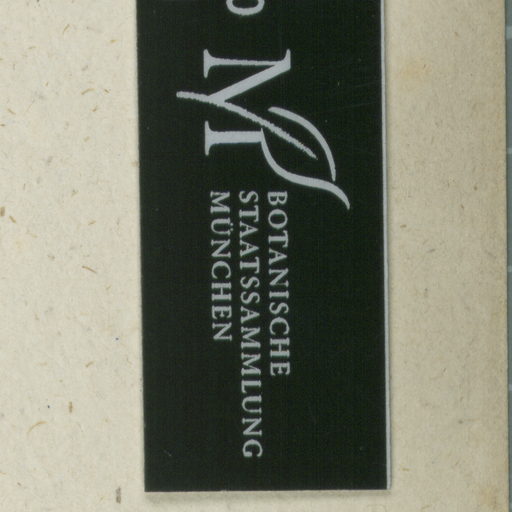 M
BOTANISCHE
STAATSSAMMLUNG
MÜNCHEN